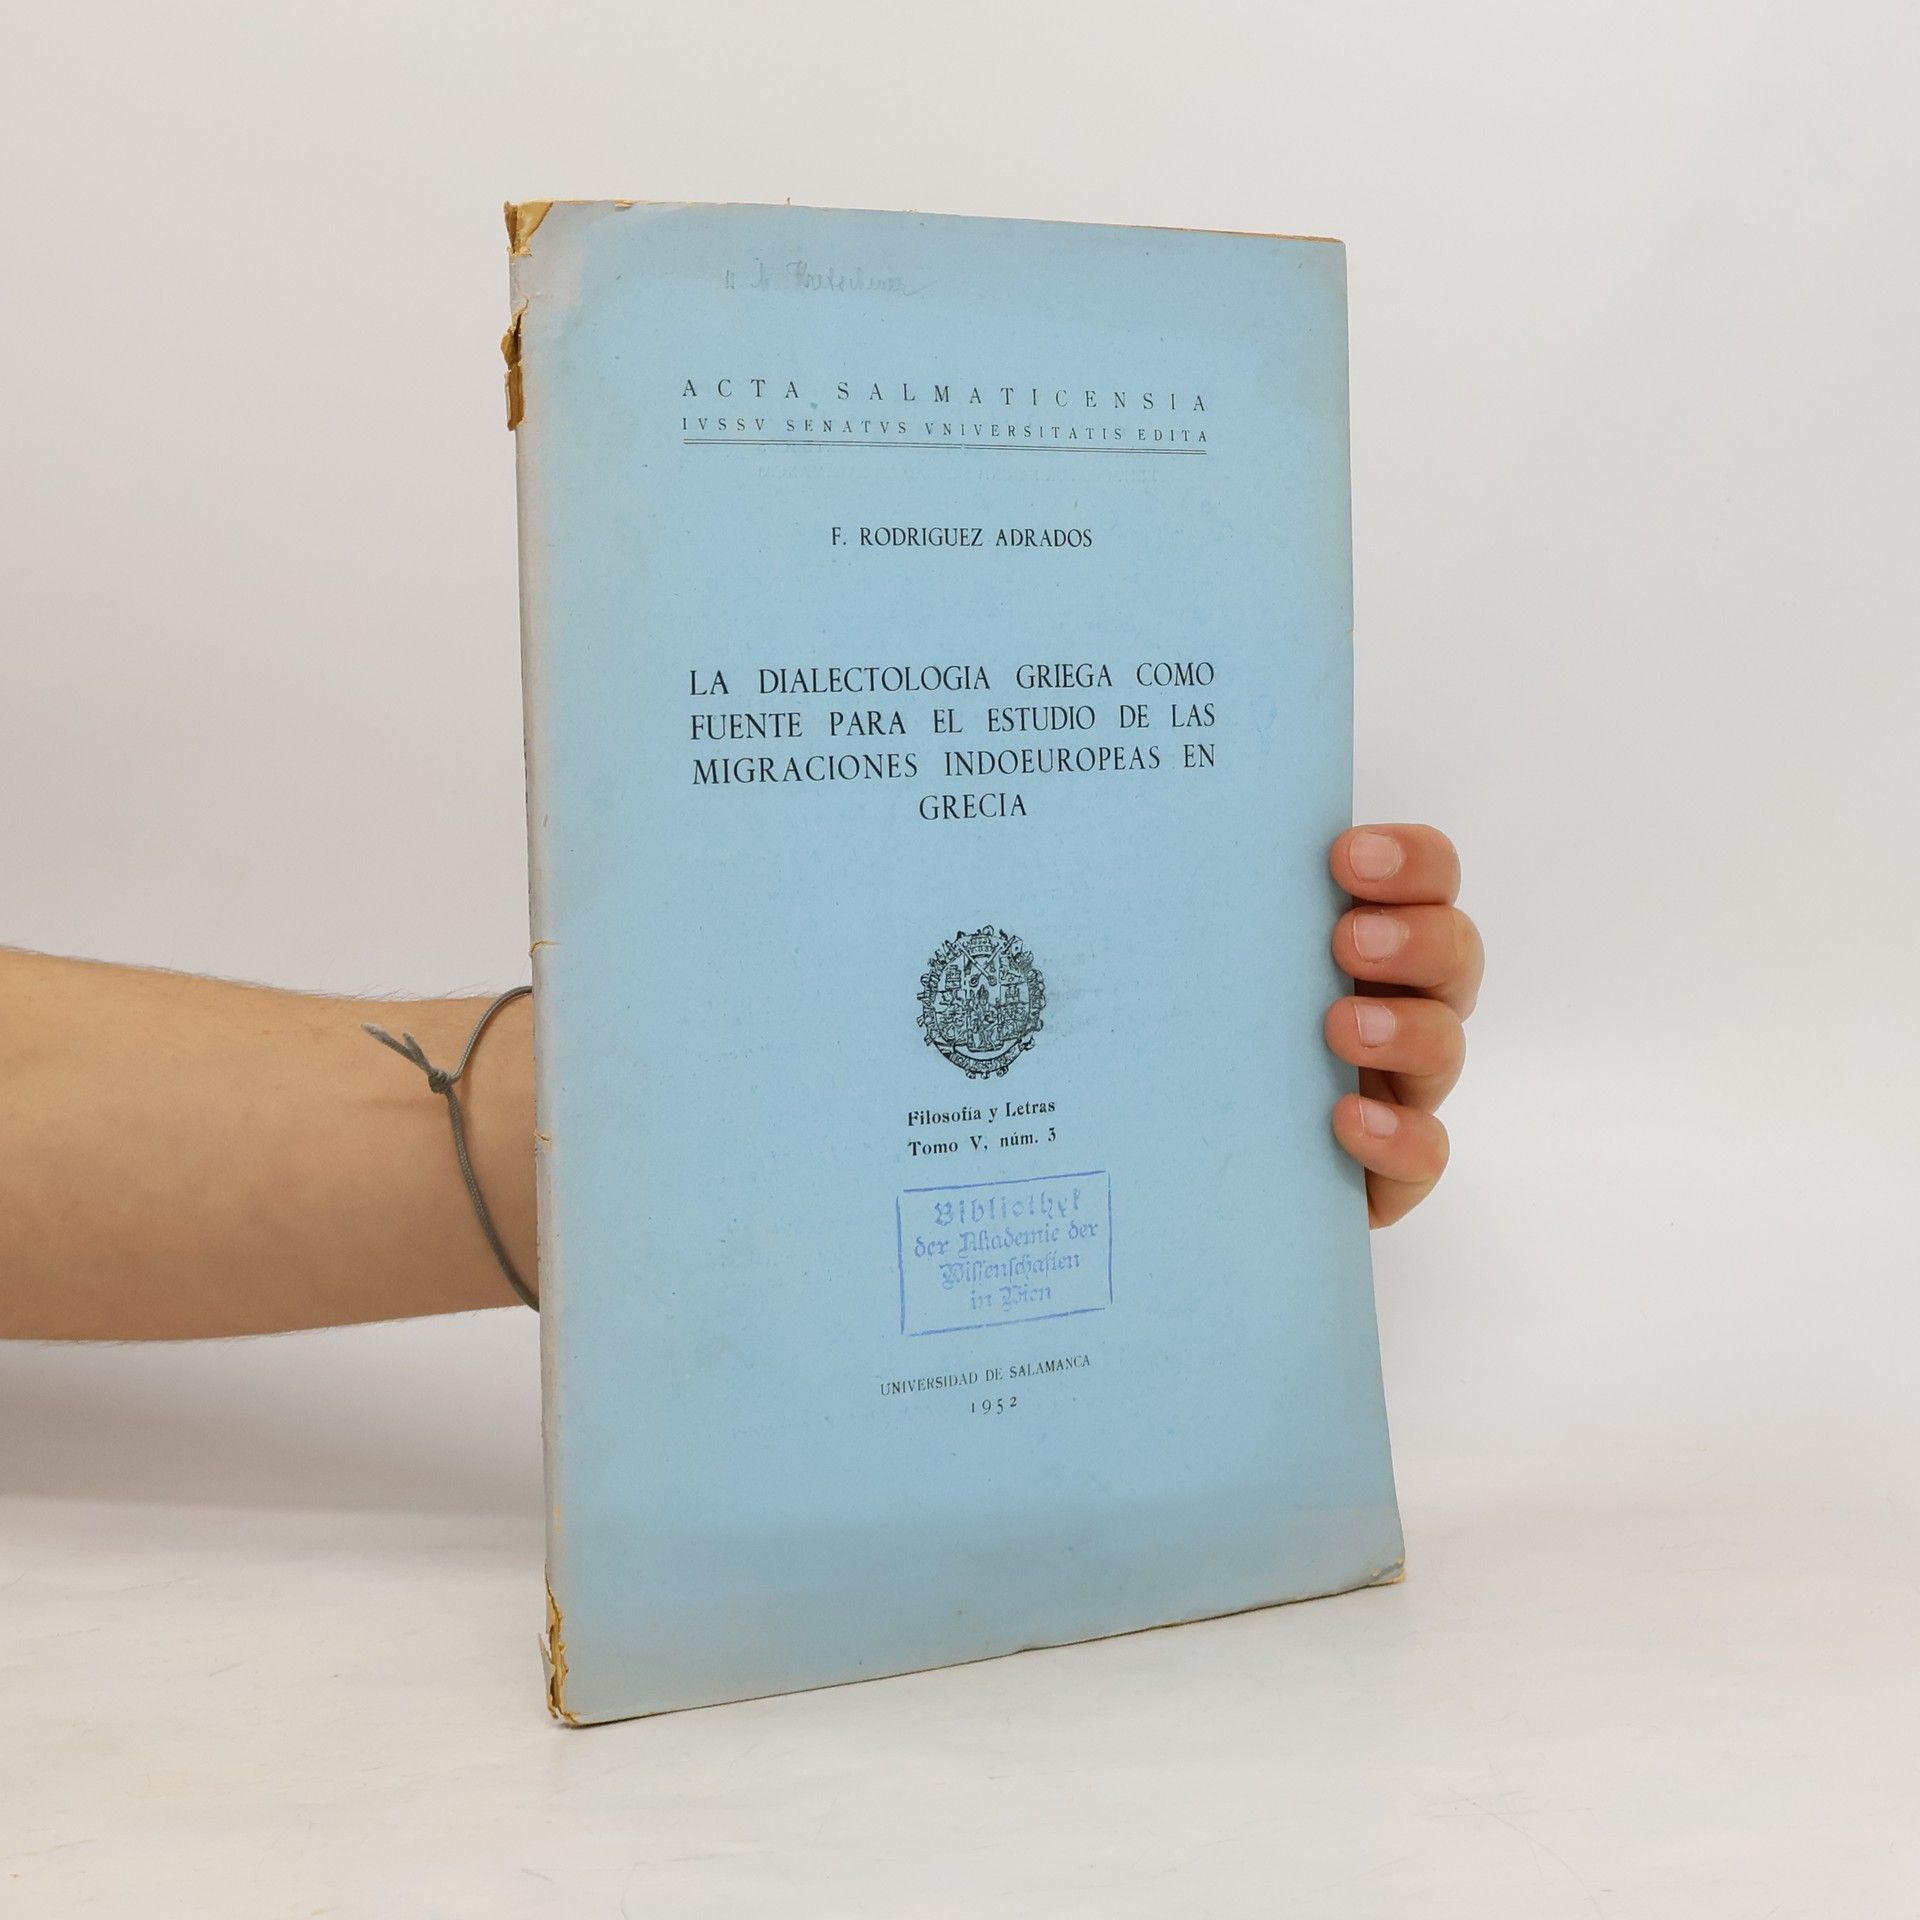 ACTA SALMATICENSIA
IVSSV SENATVS VNIVERSITATIS EDITA
F. RODRIGUEZ ADRADOS
LA DIALECTOLOGIA GRIEGA COMO
FUENTE PARA EL ESTUDIO DE LAS
MIGRACIONES INDOEUROPEAS EN
GRECIA
Filosofía y Letras
Tomo V, núm. 3
Bibliothek
der Akademie der
Wissenschaften
in Wien
UNIVERSIDAD DE SALAMANCA
1952